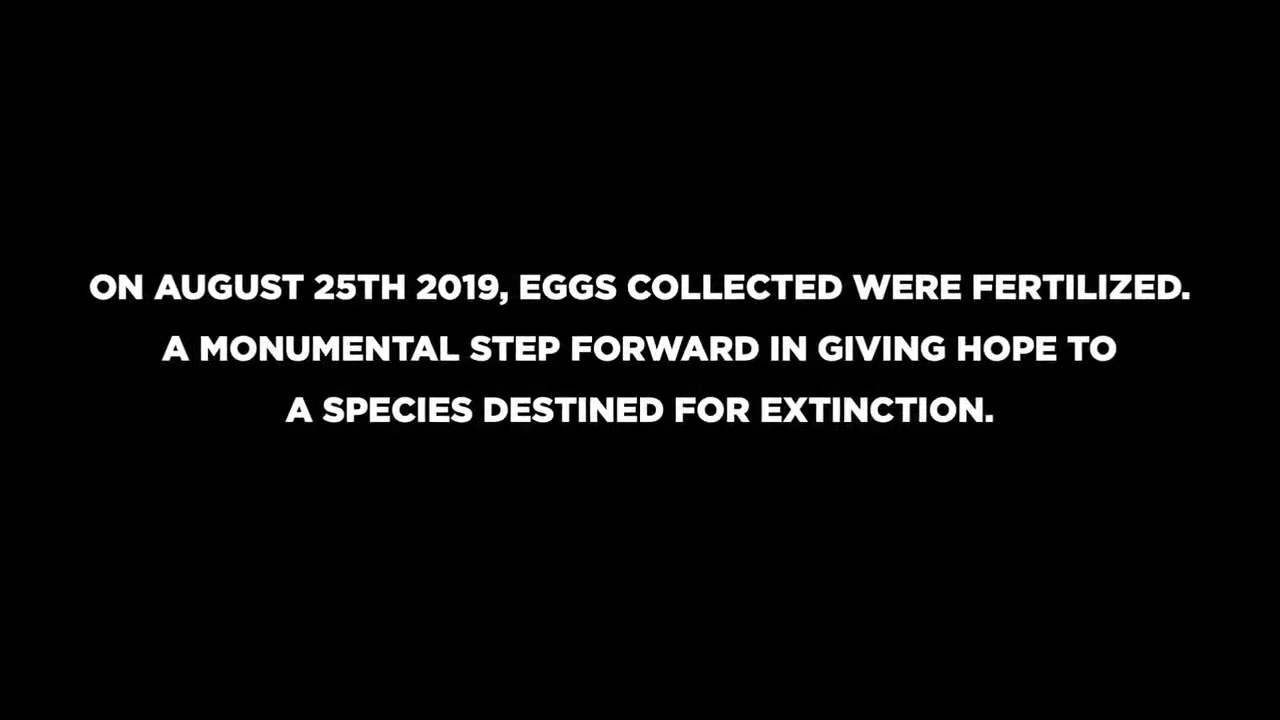 ON AUGUST 25TH 2019, EGGS COLLECTED WERE FERTILIZED.
A MONUMENTAL STEP FORWARD IN GIVING HOPE TO
A SPECIES DESTINED FOR EXTINCTION.